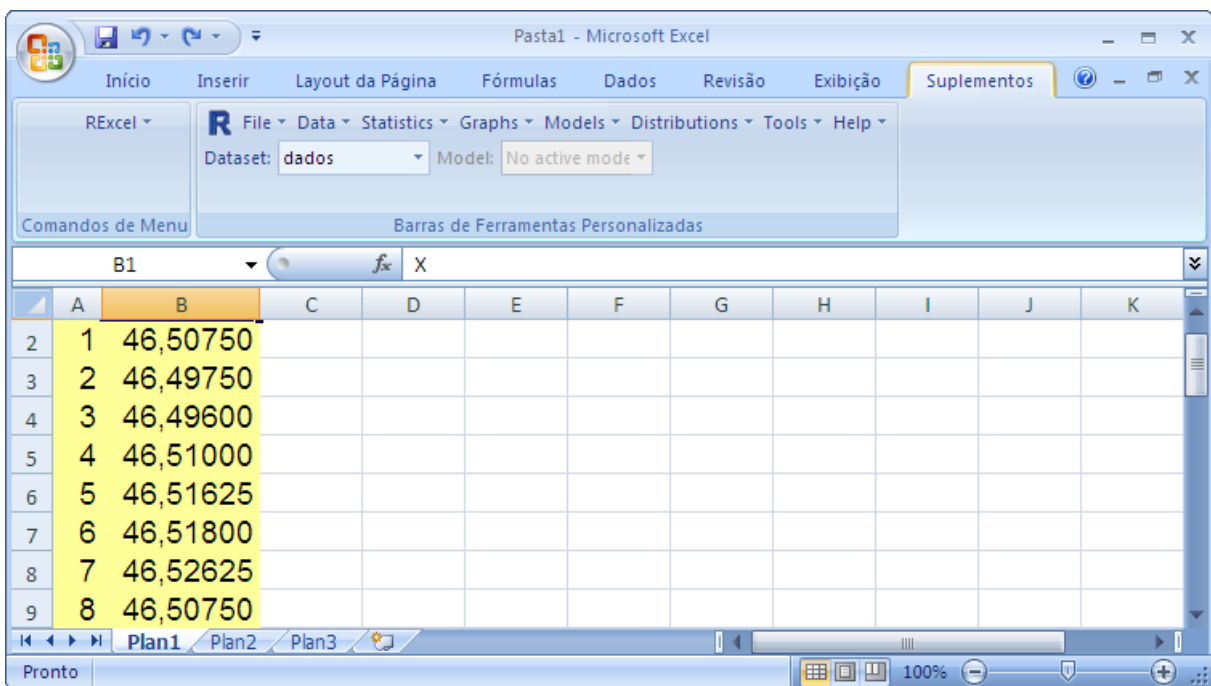 Pasta1 - Microsoft Excel
Início Inserir Layout da Página Fórmulas Dados Revisão Exibição Suplementos
RExcel R File Data Statistics Graphs Models Distributions Tools Help
Dataset: dados Model: No active mode
Comandos de Menu Barras de Ferramentas Personalizadas
B1 fx X
A B C D E F G H I J K
2 1 46,50750
3 2 46,49750
4 3 46,49600
5 4 46,51000
6 5 46,51625
7 6 46,51800
8 7 46,52625
9 8 46,50750
Plan1 Plan2 Plan3
Pronto 100%